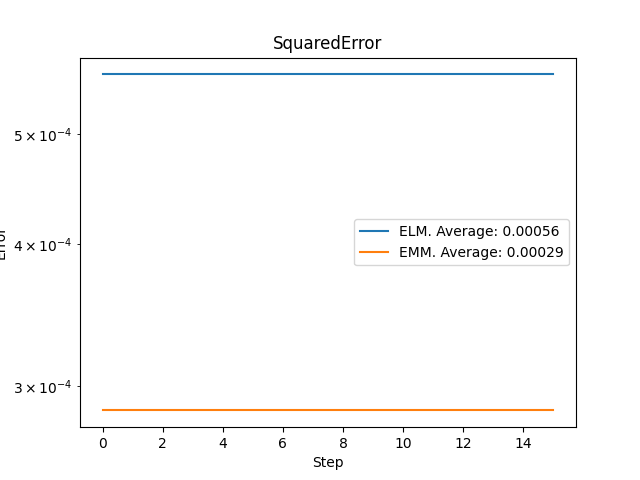 SquaredError
5 × 10⁻⁴
4 × 10⁻⁴
3 × 10⁻⁴
Error
ELM. Average: 0.00056
EMM. Average: 0.00029
0 2 4 6 8 10 12 14
Step